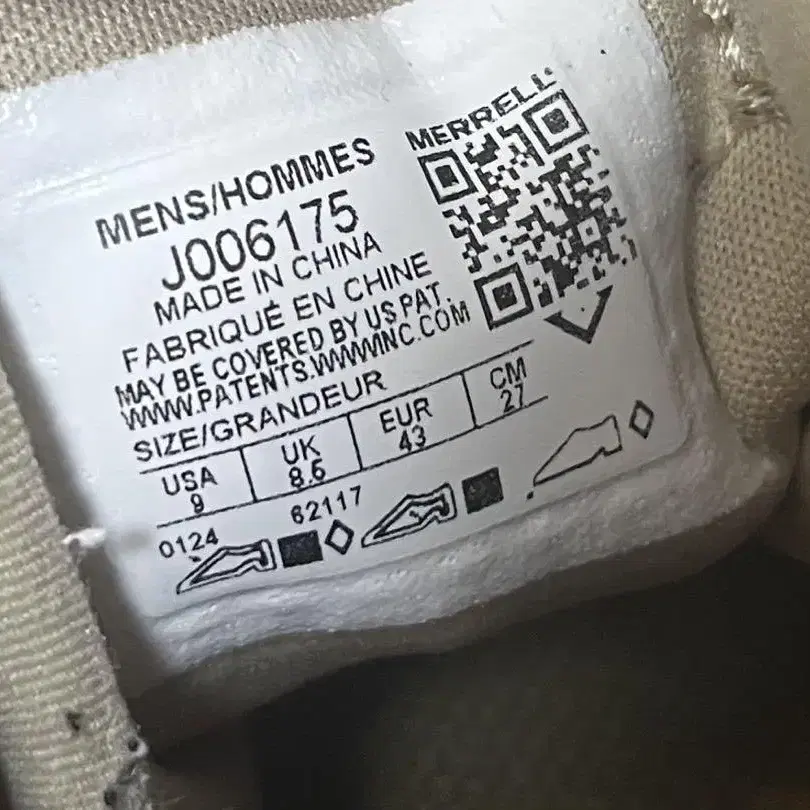 MERRELL
MENS/HOMMES
J006175
MADE IN CHINA
FABRIQUÉ EN CHINE
MAY BE COVERED BY US PAT.
WWW.PATENTS.WWWINC.COM
SIZE/GRANDEUR
USA UK EUR CM
9 8.5 43 27
0124 62117